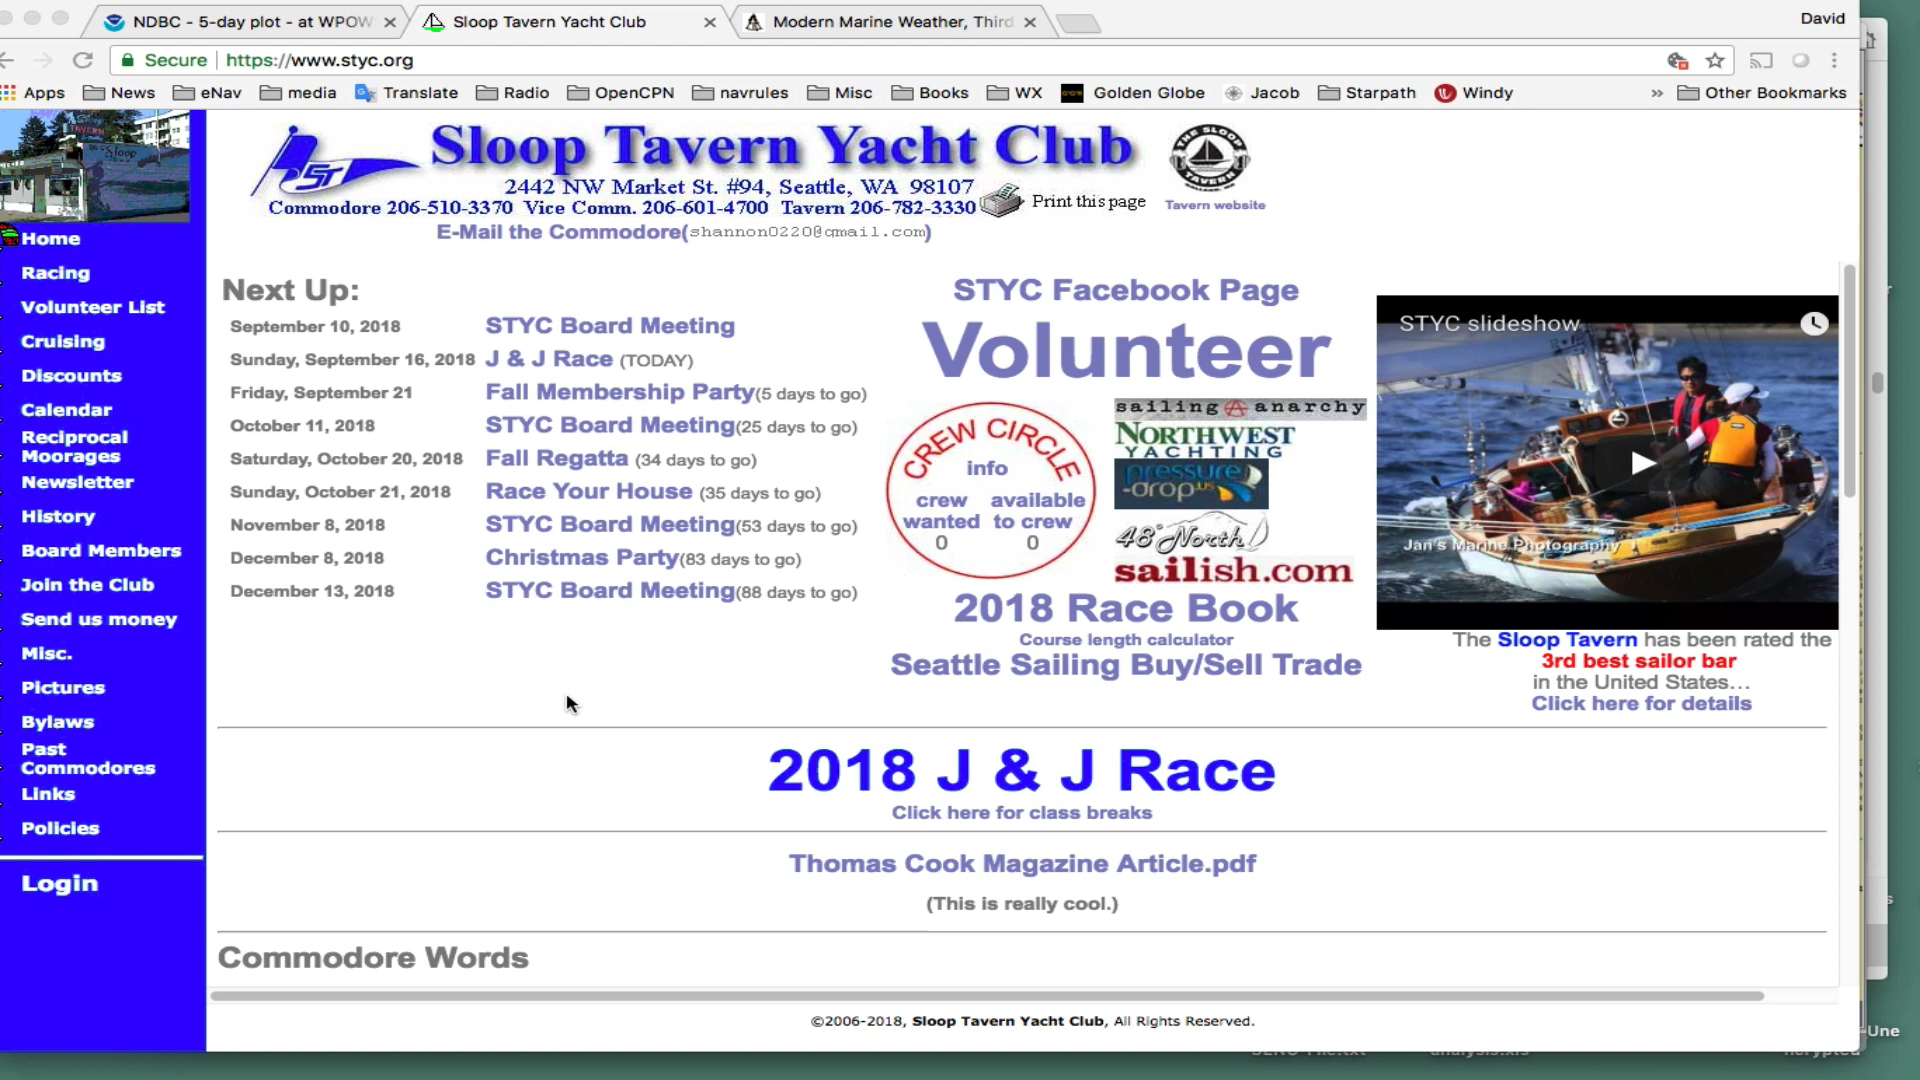 NDBC - 5-day plot - at WPOW
Sloop Tavern Yacht Club
Modern Marine Weather, Third
David
Secure
https://www.styc.org
Apps
News
eNav
media
Translate
Radio
OpenCPN
navrules
Misc
Books
WX
Golden Globe
Jacob
Starpath
Windy
»
Other Bookmarks
Sloop Tavern Yacht Club
2442 NW Market St. #94, Seattle, WA 98107
Commodore 206-510-3370 Vice Comm. 206-601-4700 Tavern 206-782-3330
Print this page
Tavern website
E-Mail the Commodore(shannon0220@gmail.com)
Home
Racing
Volunteer List
Cruising
Discounts
Calendar
Reciprocal
Moorages
Newsletter
History
Board Members
Join the Club
Send us money
Misc.
Pictures
Bylaws
Past
Commodores
Links
Policies
Login
Next Up:
September 10, 2018 STYC Board Meeting
Sunday, September 16, 2018 J & J Race (TODAY)
Friday, September 21 Fall Membership Party(5 days to go)
October 11, 2018 STYC Board Meeting(25 days to go)
Saturday, October 20, 2018 Fall Regatta (34 days to go)
Sunday, October 21, 2018 Race Your House (35 days to go)
November 8, 2018 STYC Board Meeting(53 days to go)
December 8, 2018 Christmas Party(83 days to go)
December 13, 2018 STYC Board Meeting(88 days to go)
STYC Facebook Page
Volunteer
CREW CIRCLE
info
crew available
wanted to crew
0 0
sailing anarchy
NORTHWEST
YACHTING
pressure
-drop.us
48° North
sailish.com
2018 Race Book
Course length calculator
Seattle Sailing Buy/Sell Trade
STYC slideshow
Jan's Marine Photography
The Sloop Tavern has been rated the
3rd best sailor bar
in the United States...
Click here for details
2018 J & J Race
Click here for class breaks
Thomas Cook Magazine Article.pdf
(This is really cool.)
Commodore Words
©2006-2018, Sloop Tavern Yacht Club, All Rights Reserved.